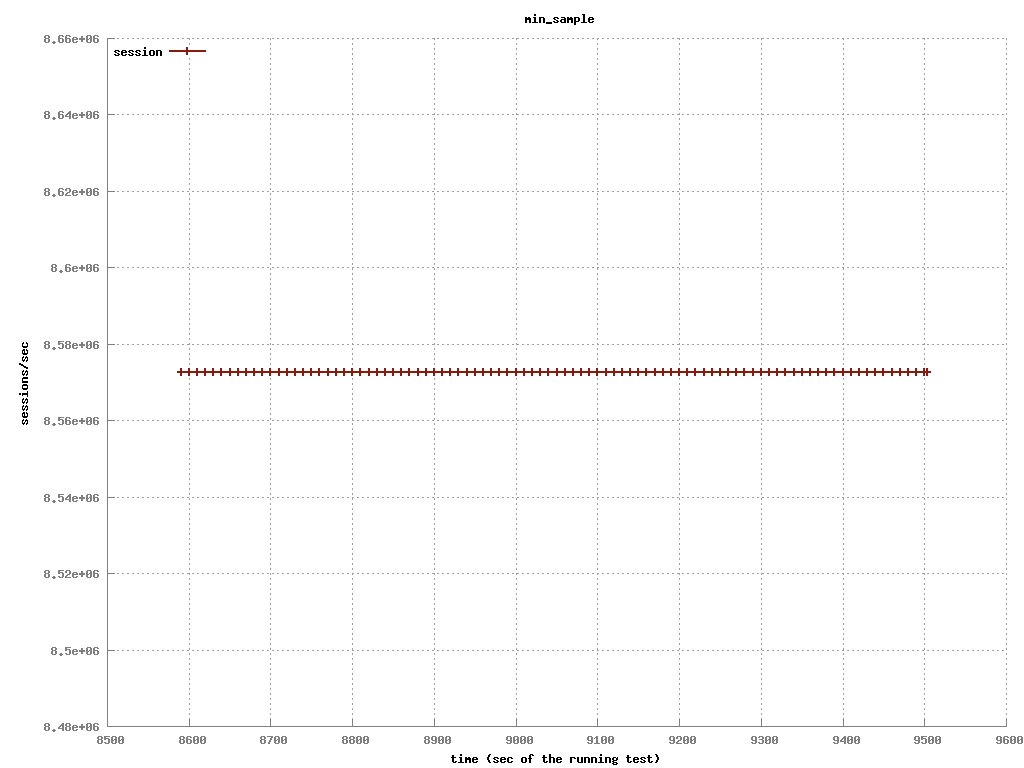 min_sample
8.66e+06
session
8.64e+06
8.62e+06
8.6e+06
8.58e+06
sessions/sec
8.56e+06
8.54e+06
8.52e+06
8.5e+06
8.48e+06
8500 8600 8700 8800 8900 9000 9100 9200 9300 9400 9500 9600
time (sec of the running test)